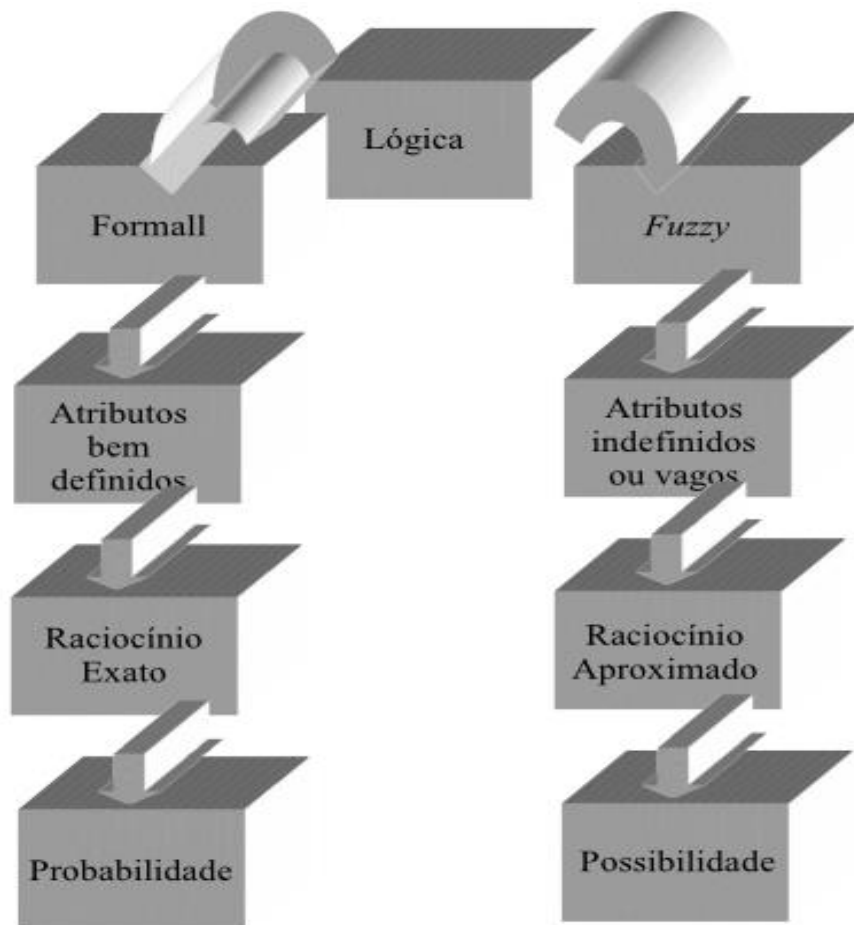 Lógica
Formall
Fuzzy
Atributos
bem
definidos
Atributos
indefinidos
ou vagos
Raciocínio
Exato
Raciocínio
Aproximado
Probabilidade
Possibilidade